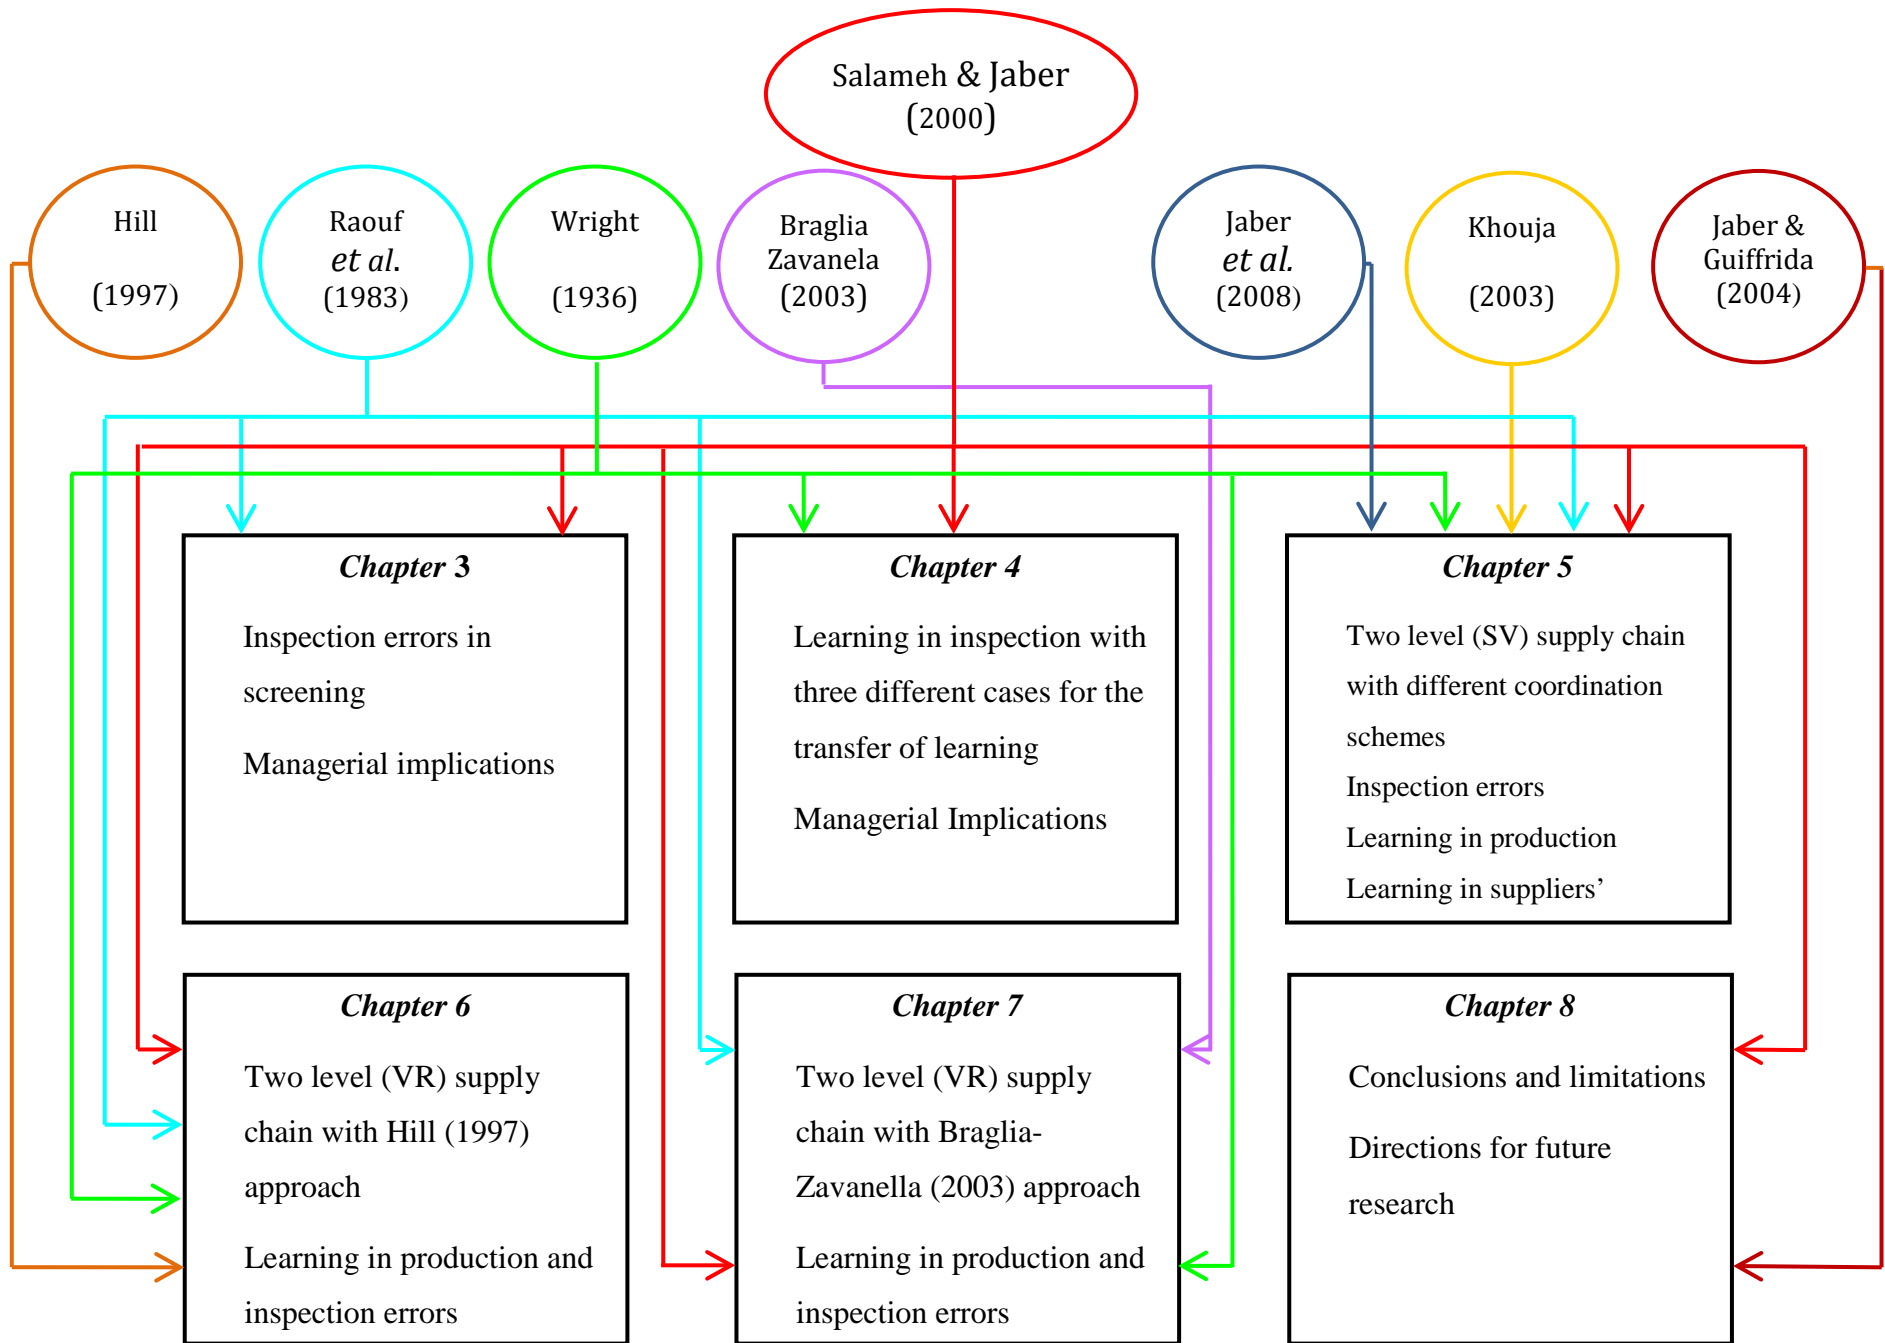 Salameh & Jaber
(2000)
Hill
(1997)
Raouf
et al.
(1983)
Wright
(1936)
Braglia
Zavanela
(2003)
Jaber
et al.
(2008)
Khouja
(2003)
Jaber &
Guiffrida
(2004)
Chapter 3
Inspection errors in
screening
Managerial implications
Chapter 4
Learning in inspection with
three different cases for the
transfer of learning
Managerial Implications
Chapter 5
Two level (SV) supply chain
with different coordination
schemes
Inspection errors
Learning in production
Learning in suppliers’
Chapter 6
Two level (VR) supply
chain with Hill (1997)
approach
Learning in production and
inspection errors
Chapter 7
Two level (VR) supply
chain with Braglia-
Zavanella (2003) approach
Learning in production and
inspection errors
Chapter 8
Conclusions and limitations
Directions for future
research